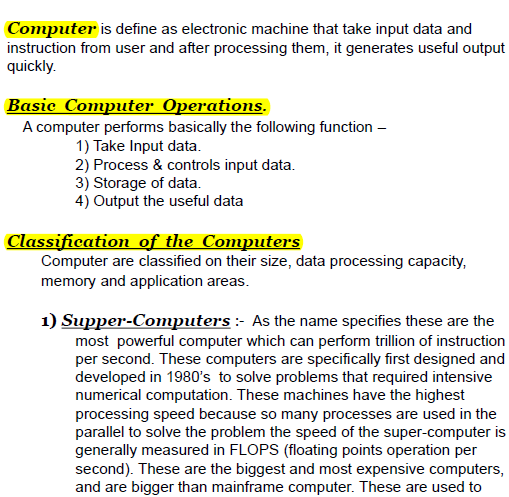 Computer is define as electronic machine that take input data and
instruction from user and after processing them, it generates useful output
quickly.
Basic Computer Operations.
A computer performs basically the following function –
1) Take Input data.
2) Process & controls input data.
3) Storage of data.
4) Output the useful data
Classification of the Computers
Computer are classified on their size, data processing capacity,
memory and application areas.
1) Supper-Computers :- As the name specifies these are the
most powerful computer which can perform trillion of instruction
per second. These computers are specifically first designed and
developed in 1980's to solve problems that required intensive
numerical computation. These machines have the highest
processing speed because so many processes are used in the
parallel to solve the problem the speed of the super-computer is
generally measured in FLOPS (floating points operation per
second). These are the biggest and most expensive computers,
and are bigger than mainframe computer. These are used to